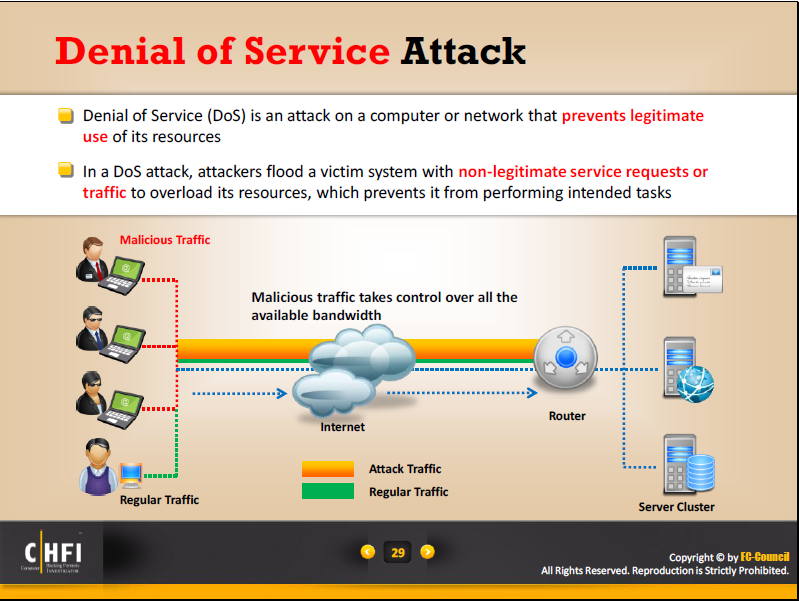 Denial of Service Attack
Denial of Service (DoS) is an attack on a computer or network that prevents legitimate
use of its resources
In a DoS attack, attackers flood a victim system with non-legitimate service requests or
traffic to overload its resources, which prevents it from performing intended tasks
Malicious Traffic
Malicious traffic takes control over all the
available bandwidth
Internet
Router
Attack Traffic
Regular Traffic
Regular Traffic
Server Cluster
CHFI
Computer
Hacking Forensic
INVESTIGATOR
29
Copyright © by EC-Council
All Rights Reserved. Reproduction is Strictly Prohibited.